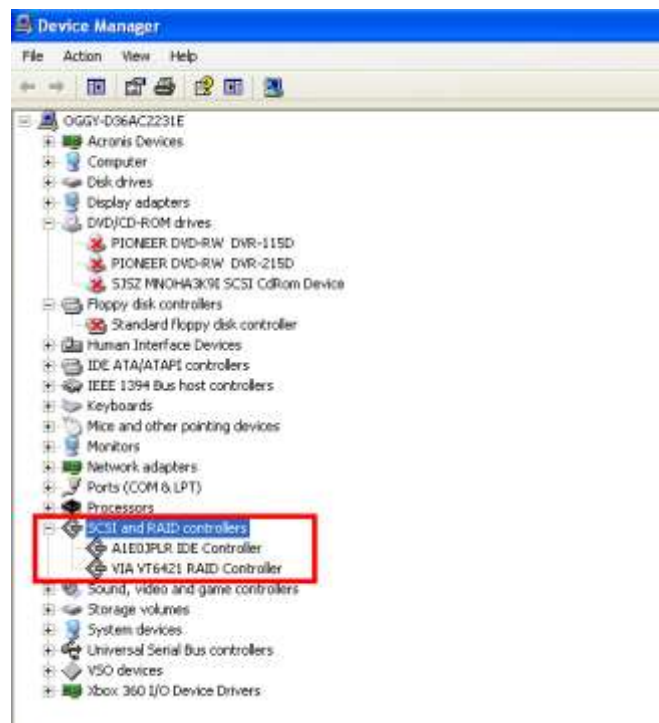 Device Manager
File Action View Help
OGGY-D36AC2231E
Acronis Devices
Computer
Disk drives
Display adapters
DVD/CD-ROM drives
PIONEER DVD-RW DVR-115D
PIONEER DVD-RW DVR-215D
SCSI CdRom Device
Floppy disk controllers
Standard floppy disk controller
Human Interface Devices
IDE ATA/ATAPI controllers
IEEE 1394 Bus host controllers
Keyboards
Mice and other pointing devices
Monitors
Network adapters
Ports (COM & LPT)
Processors
SCSI and RAID controllers
IDE Controller
VIA VT6421 RAID Controller
Sound, video and game controllers
Storage volumes
System devices
Universal Serial Bus controllers
VSO devices
Xbox 360 I/O Device Drivers